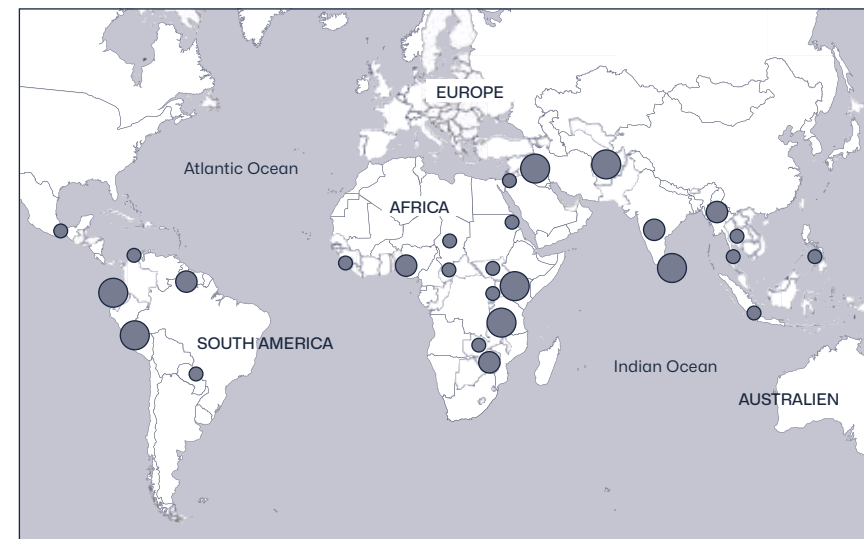 EUROPE
Atlantic Ocean
AFRICA
SOUTH AMERICA
Indian Ocean
AUSTRALIEN